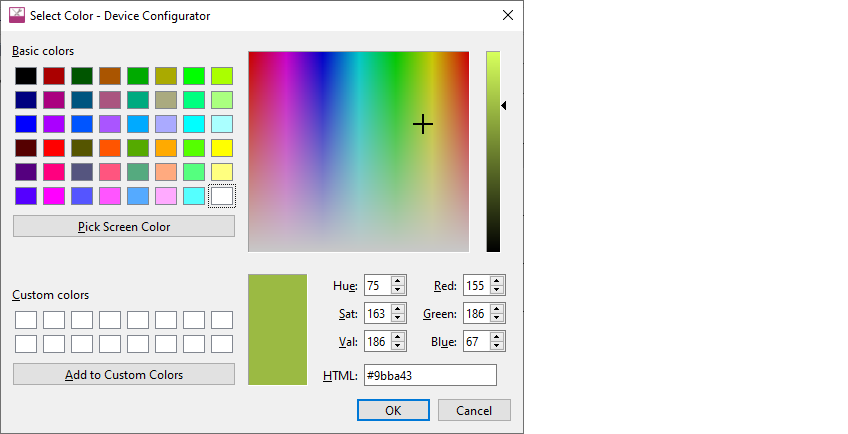 Select Color - Device Configurator
Basic colors
Pick Screen Color
Custom colors
Add to Custom Colors
Hue: 75 Red: 155
Sat: 163 Green: 186
Val: 186 Blue: 67
HTML: #9bba43
OK Cancel